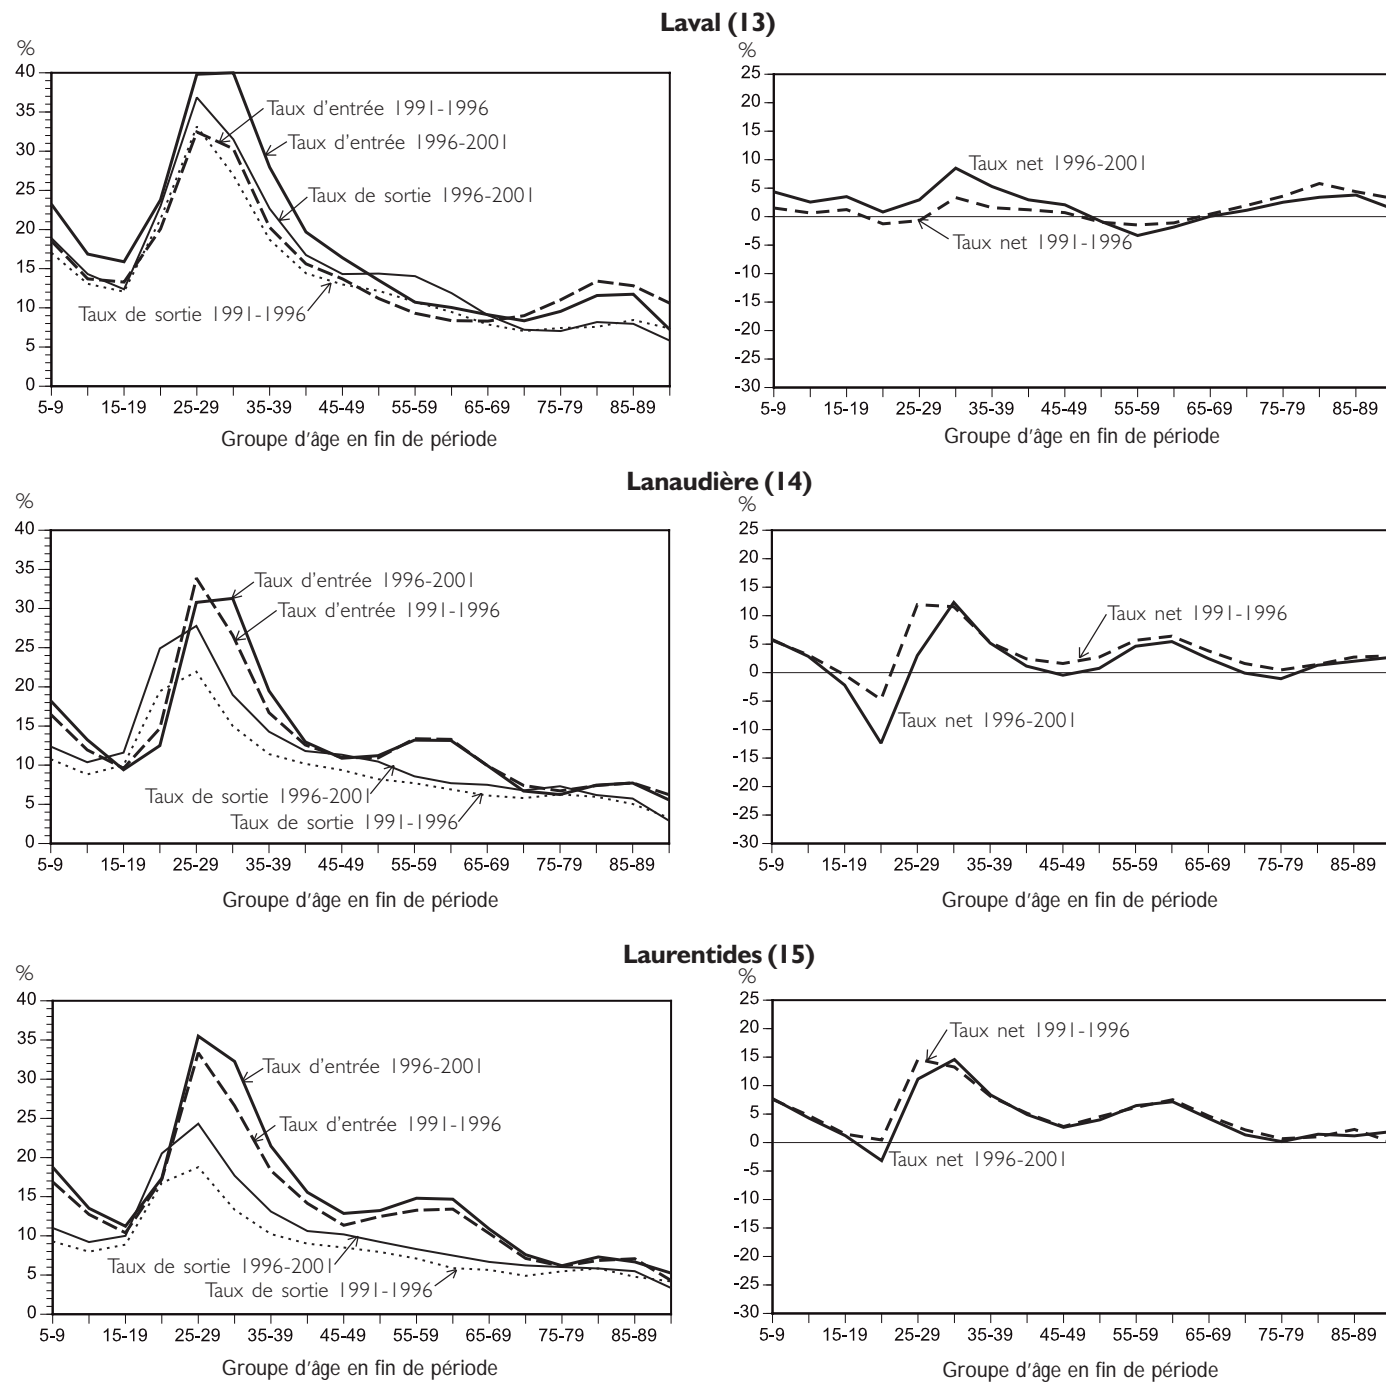 Laval (13)
%
40
35
30
25
20
15
10
5
0
Taux d'entrée 1991-1996
Taux d'entrée 1996-2001
Taux de sortie 1996-2001
Taux de sortie 1991-1996
5-9 15-19 25-29 35-39 45-49 55-59 65-69 75-79 85-89
Groupe d'âge en fin de période
%
25
20
15
10
5
0
-5
-10
-15
-20
-25
-30
Taux net 1996-2001
Taux net 1991-1996
5-9 15-19 25-29 35-39 45-49 55-59 65-69 75-79 85-89
Groupe d'âge en fin de période
Lanaudière (14)
%
40
35
30
25
20
15
10
5
0
Taux d'entrée 1996-2001
Taux d'entrée 1991-1996
Taux de sortie 1996-2001
Taux de sortie 1991-1996
5-9 15-19 25-29 35-39 45-49 55-59 65-69 75-79 85-89
Groupe d'âge en fin de période
%
25
20
15
10
5
0
-5
-10
-15
-20
-25
-30
Taux net 1991-1996
Taux net 1996-2001
5-9 15-19 25-29 35-39 45-49 55-59 65-69 75-79 85-89
Groupe d'âge en fin de période
Laurentides (15)
%
40
35
30
25
20
15
10
5
0
Taux d'entrée 1996-2001
Taux d'entrée 1991-1996
Taux de sortie 1996-2001
Taux de sortie 1991-1996
5-9 15-19 25-29 35-39 45-49 55-59 65-69 75-79 85-89
Groupe d'âge en fin de période
%
25
20
15
10
5
0
-5
-10
-15
-20
-25
-30
Taux net 1991-1996
Taux net 1996-2001
5-9 15-19 25-29 35-39 45-49 55-59 65-69 75-79 85-89
Groupe d'âge en fin de période